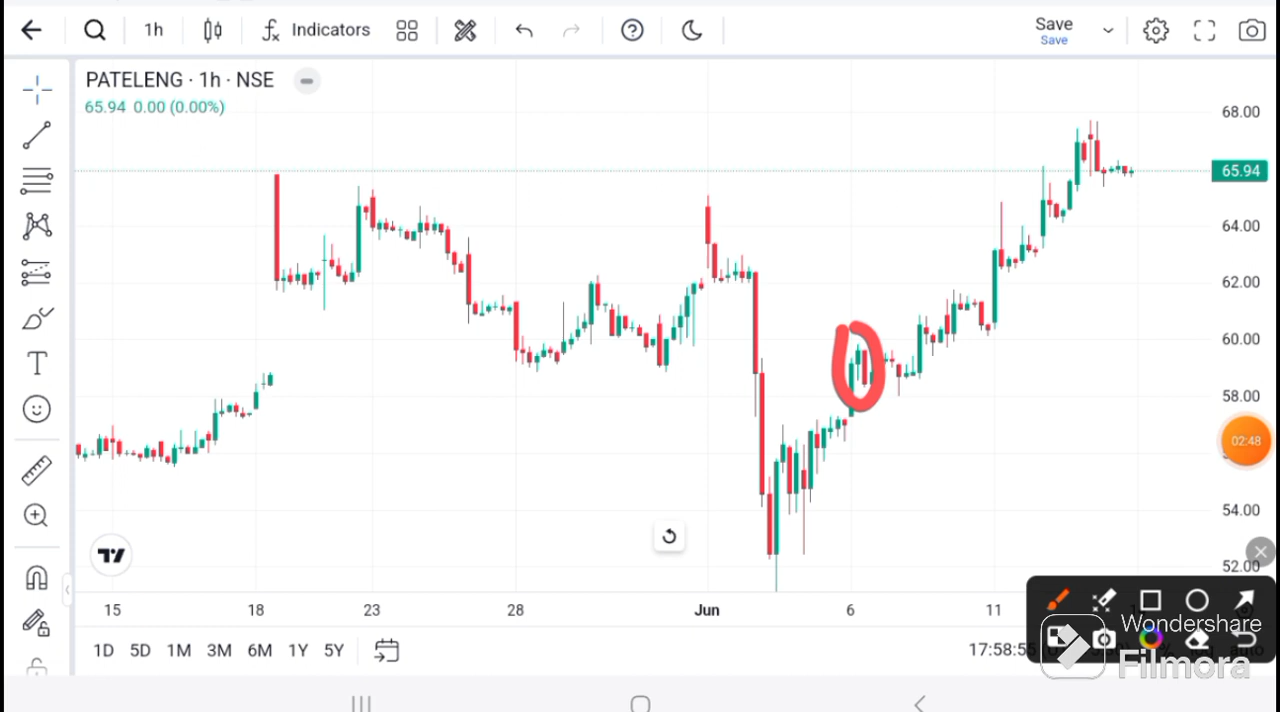 1h Indicators Save
Save
PATELENG · 1h · NSE
65.94 0.00 (0.00%)
68.00
65.94
64.00
62.00
60.00
58.00
02:48
54.00
52.00
15 18 23 28 Jun 6 11
1D 5D 1M 3M 6M 1Y 5Y
17:58:55
Wondershare
Filmora